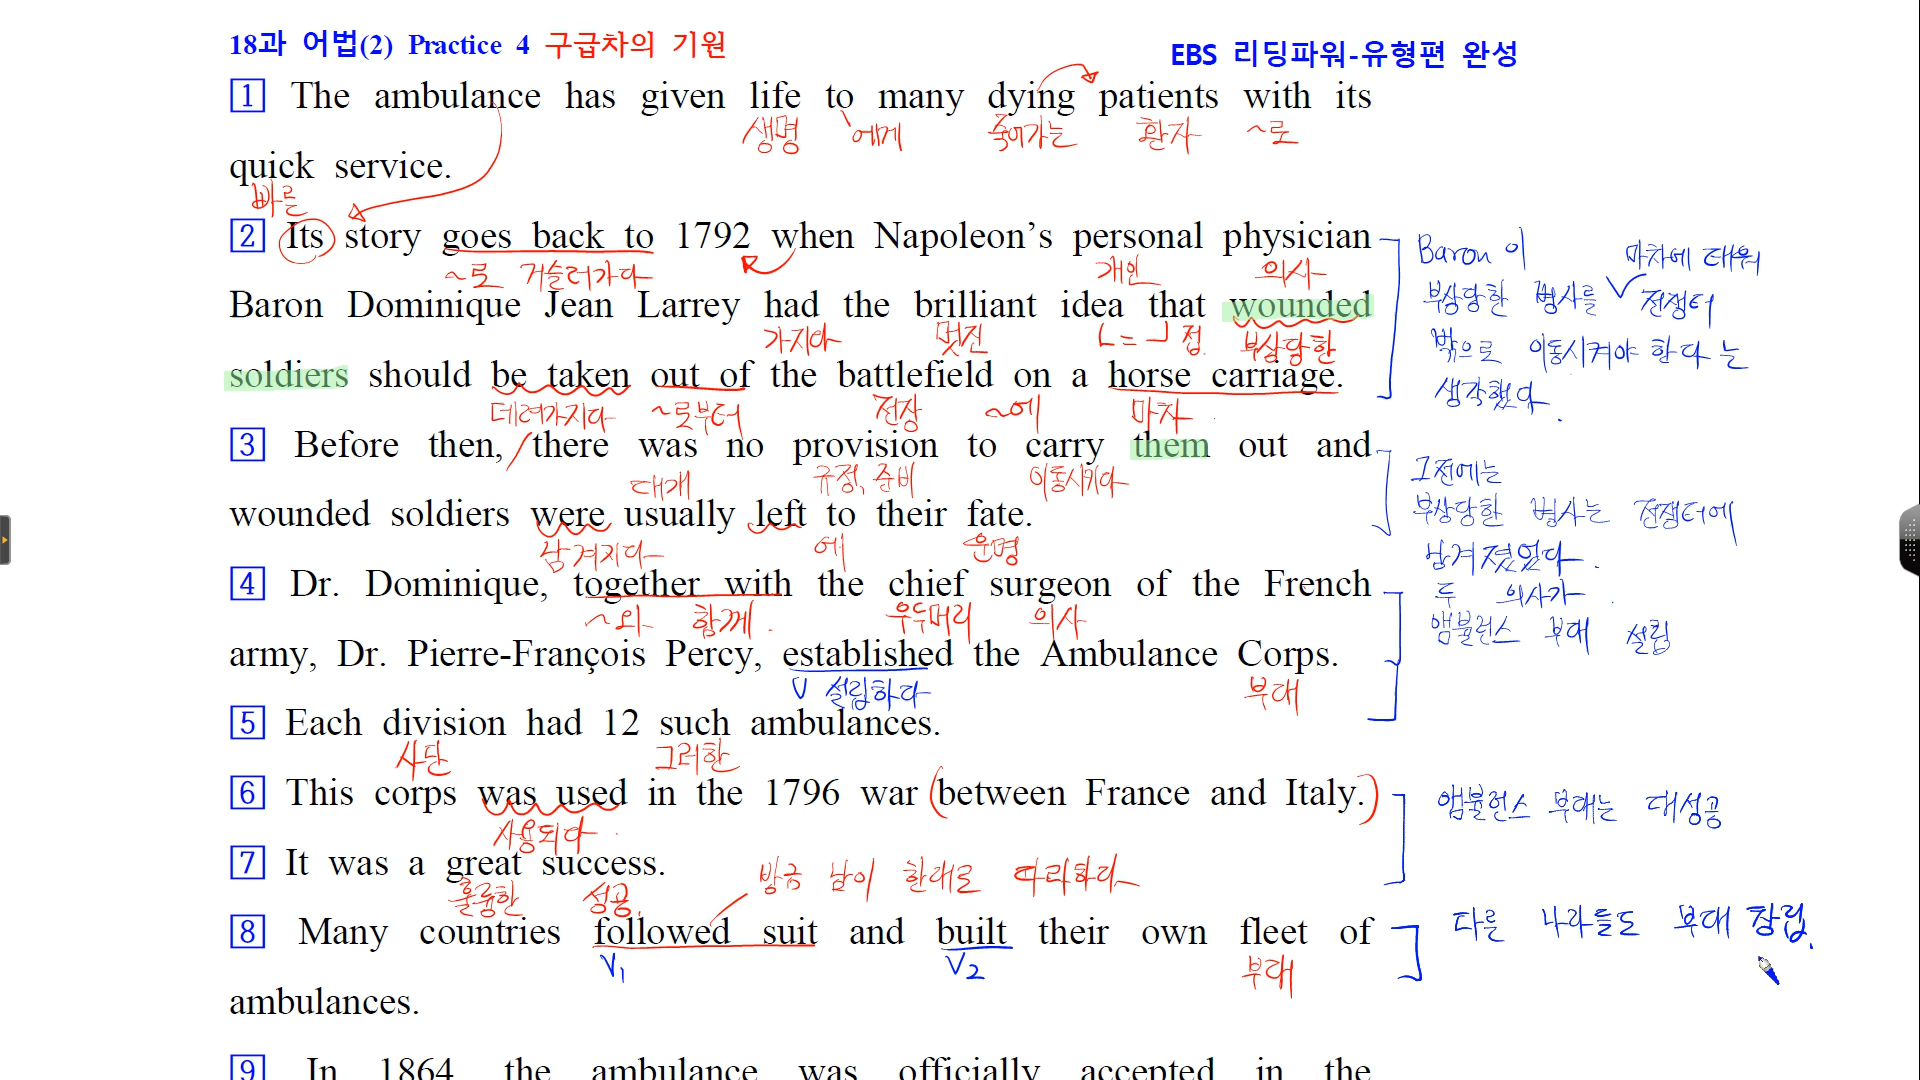 18과 어법(2) Practice 4 구급차의 기원
EBS 리딩파워-유형편 완성
1 The ambulance has given life to many dying patients with its
생명 에게 죽어가는 환자 ~로
quick service.
빠른
2 Its story goes back to 1792 when Napoleon's personal physician
~로 거슬러가다 개인 의사
Baron Dominique Jean Larrey had the brilliant idea that wounded
가지다 멋진 ㄴ=ㅢ 점 부상당한
soldiers should be taken out of the battlefield on a horse carriage.
데려가지다 ~로부터 전장 ~에 마차
Baron이 마차에 태워
부상당한 병사를 ∨ 전쟁터
밖으로 이동시켜야 한다는
생각했다.
3 Before then, / there was no provision to carry them out and
대개 규정, 준비 이동시키다
wounded soldiers were usually left to their fate.
남겨지다 에 운명
그전에는
부상당한 병사는 전쟁터에
남겨졌었다.
4 Dr. Dominique, together with the chief surgeon of the French
~와 함께 우두머리 의사
army, Dr. Pierre-François Percy, established the Ambulance Corps.
V 설립하다 부대
두 의사가
앰뷸런스 부대 설립
5 Each division had 12 such ambulances.
사단 그러한
6 This corps was used in the 1796 war (between France and Italy.)
사용되다
7 It was a great success.
훌륭한 성공
앰뷸런스 부대는 대성공
방금 남이 한대로 따라하다
8 Many countries followed suit and built their own fleet of
V1 V2 부대
ambulances.
다른 나라들도 부대 창립.
9 In 1864, the ambulance was officially accepted in the